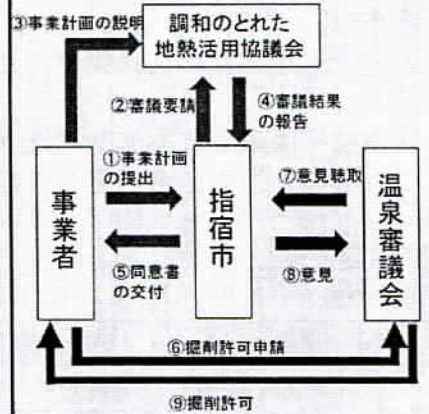 ③事業計画の説明
調和のとれた
地熱活用協議会
②審議要請
④審議結果
の報告
事業者
①事業計画
の提出
指宿市
⑦意見聴取
温泉審議会
⑤同意書
の交付
⑧意見
⑥掘削許可申請
⑨掘削許可